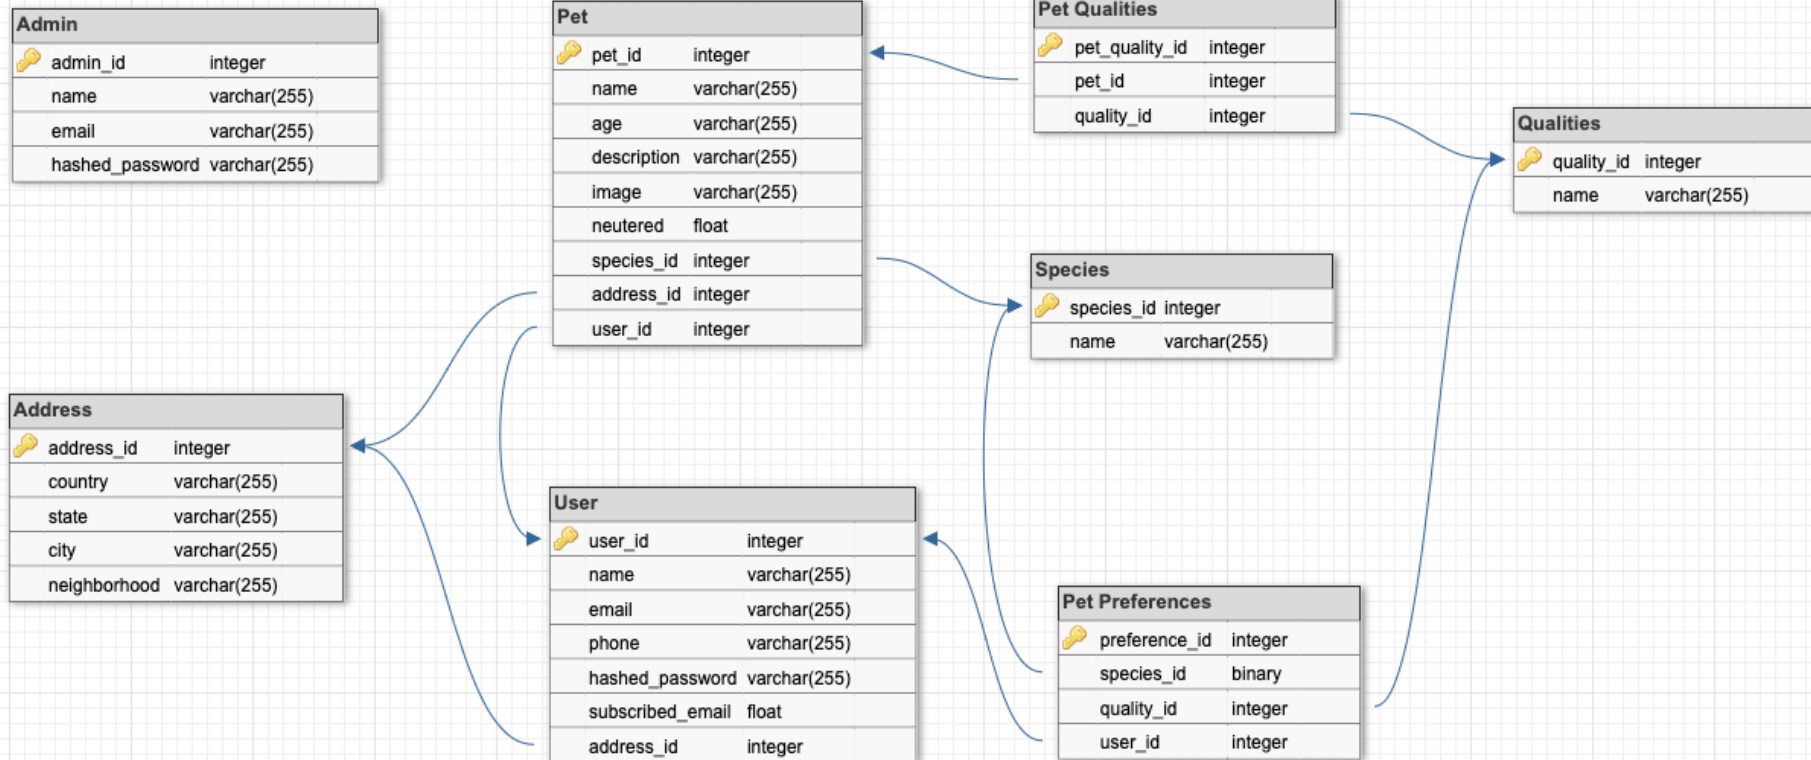 Admin
admin_id integer
name varchar(255)
email varchar(255)
hashed_password varchar(255)
Pet
pet_id integer
name varchar(255)
age varchar(255)
description varchar(255)
image varchar(255)
neutered float
species_id integer
address_id integer
user_id integer
Pet Qualities
pet_quality_id integer
pet_id integer
quality_id integer
Qualities
quality_id integer
name varchar(255)
Species
species_id integer
name varchar(255)
Address
address_id integer
country varchar(255)
state varchar(255)
city varchar(255)
neighborhood varchar(255)
User
user_id integer
name varchar(255)
email varchar(255)
phone varchar(255)
hashed_password varchar(255)
subscribed_email float
address_id integer
Pet Preferences
preference_id integer
species_id binary
quality_id integer
user_id integer